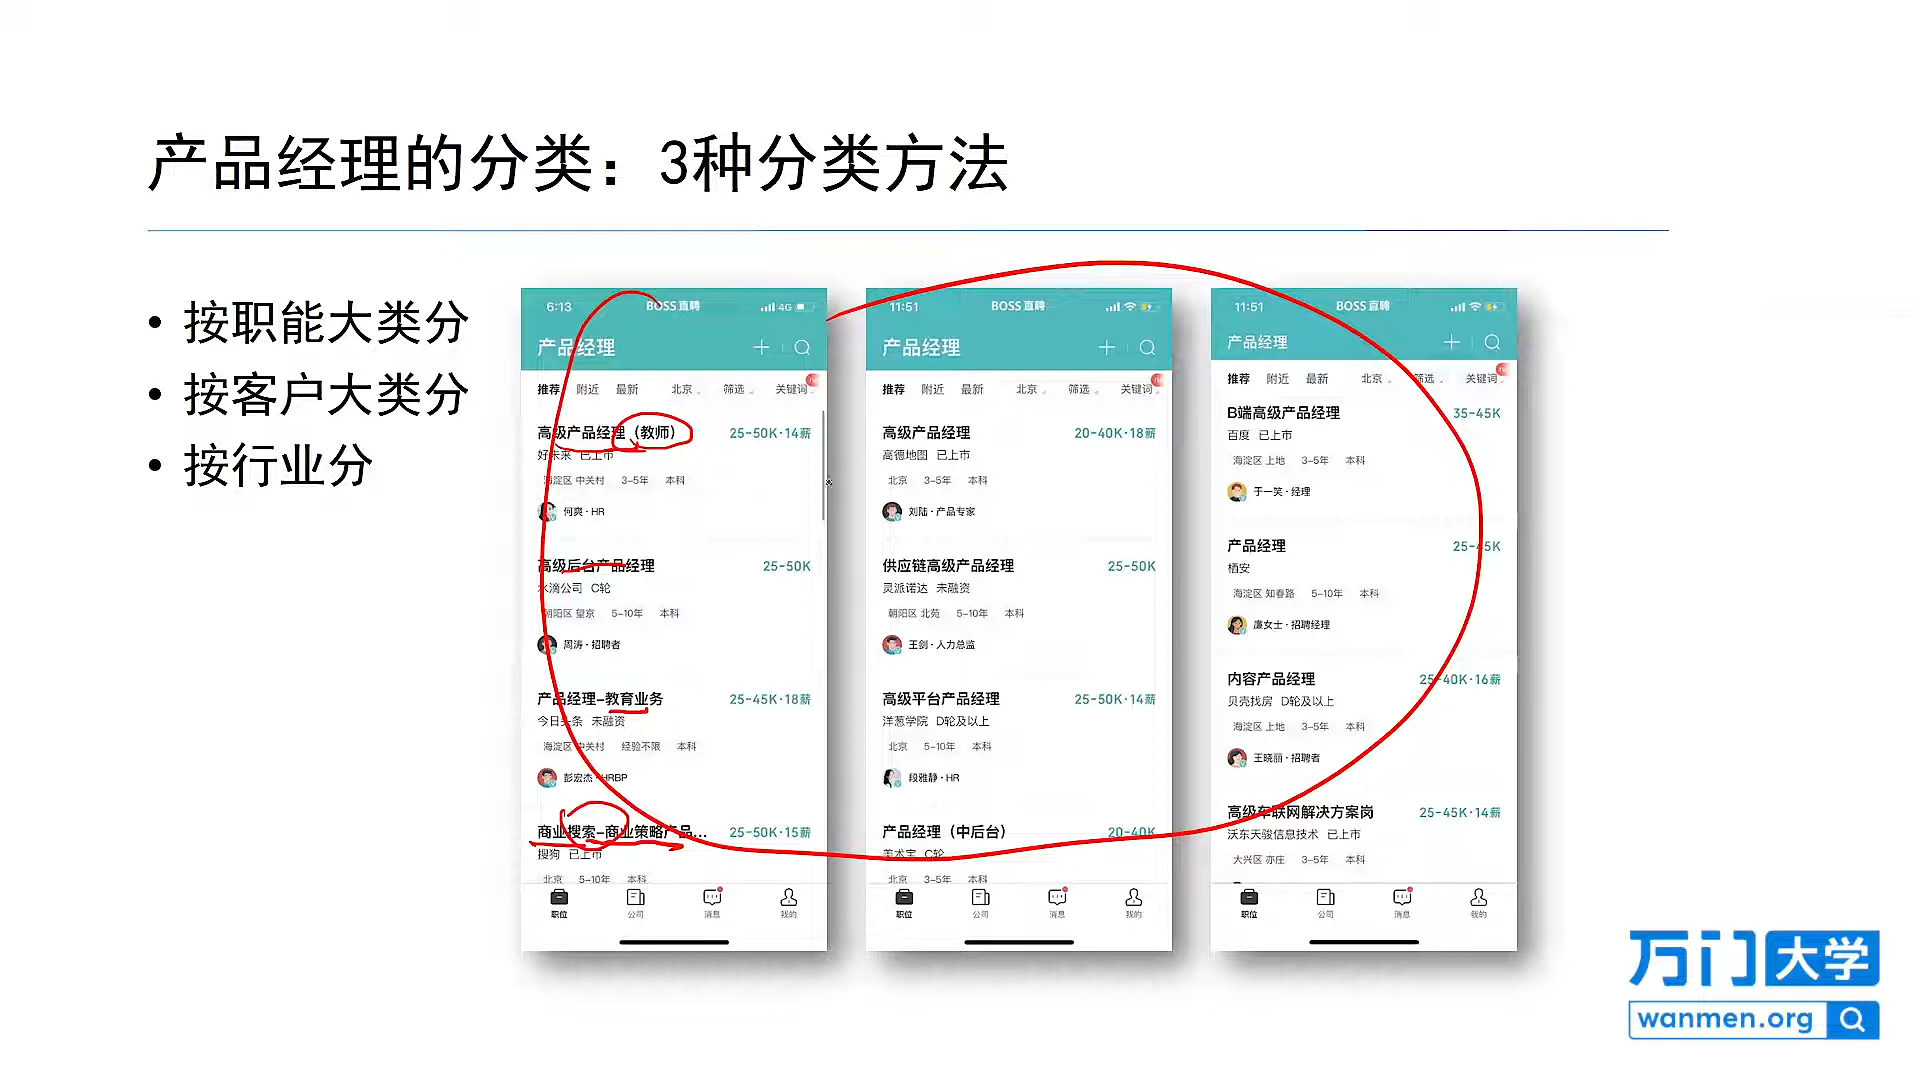 产品经理的分类：3种分类方法
• 按职能大类分
• 按客户大类分
• 按行业分
6:13 BOSS直聘 4G
产品经理
推荐 附近 最新 北京 筛选 关键词
高级产品经理（教师） 25-50K·14薪
好未来 已上市
海淀区 中关村 3-5年 本科
何爽·HR
高级后台产品经理 25-50K
水滴公司 C轮
朝阳区 望京 5-10年 本科
周涛·招聘者
产品经理-教育业务 25-45K·18薪
今日头条 未融资
海淀区 中关村 经验不限 本科
彭宏杰·HRBP
商业搜索-商业策略产品... 25-50K·15薪
搜狗 已上市
北京 5-10年 本科
职位 公司 消息 我的
11:51 BOSS直聘
产品经理
推荐 附近 最新 北京 筛选 关键词
高级产品经理 20-40K·18薪
高德地图 已上市
北京 3-5年 本科
刘陆·产品专家
供应链高级产品经理 25-50K
灵派诺达 未融资
朝阳区 北苑 5-10年 本科
王剑·人力总监
高级平台产品经理 25-50K·14薪
洋葱学院 D轮及以上
北京 5-10年 本科
段雅静·HR
产品经理（中后台） 20-40K
美术宝 C轮
北京 3-5年 本科
职位 公司 消息 我的
11:51 BOSS直聘
产品经理
推荐 附近 最新 北京 筛选 关键词
B端高级产品经理 35-45K
百度 已上市
海淀区 上地 3-5年 本科
于一笑·经理
产品经理 25-45K
栖安
海淀区 知春路 5-10年 本科
廉女士·招聘经理
内容产品经理 25-40K·16薪
贝壳找房 D轮及以上
海淀区 上地 3-5年 本科
王晓丽·招聘者
高级车联网解决方案岗 25-45K·14薪
沃东天骏信息技术 已上市
大兴区 亦庄 3-5年 本科
职位 公司 消息 我的
万门大学
wanmen.org